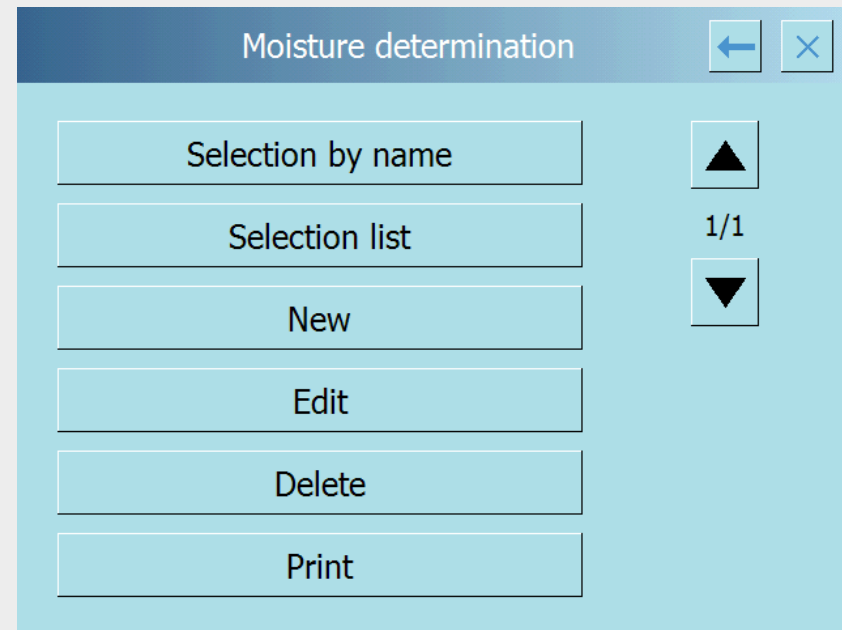 Moisture determination
Selection by name
Selection list
1/1
New
Edit
Delete
Print